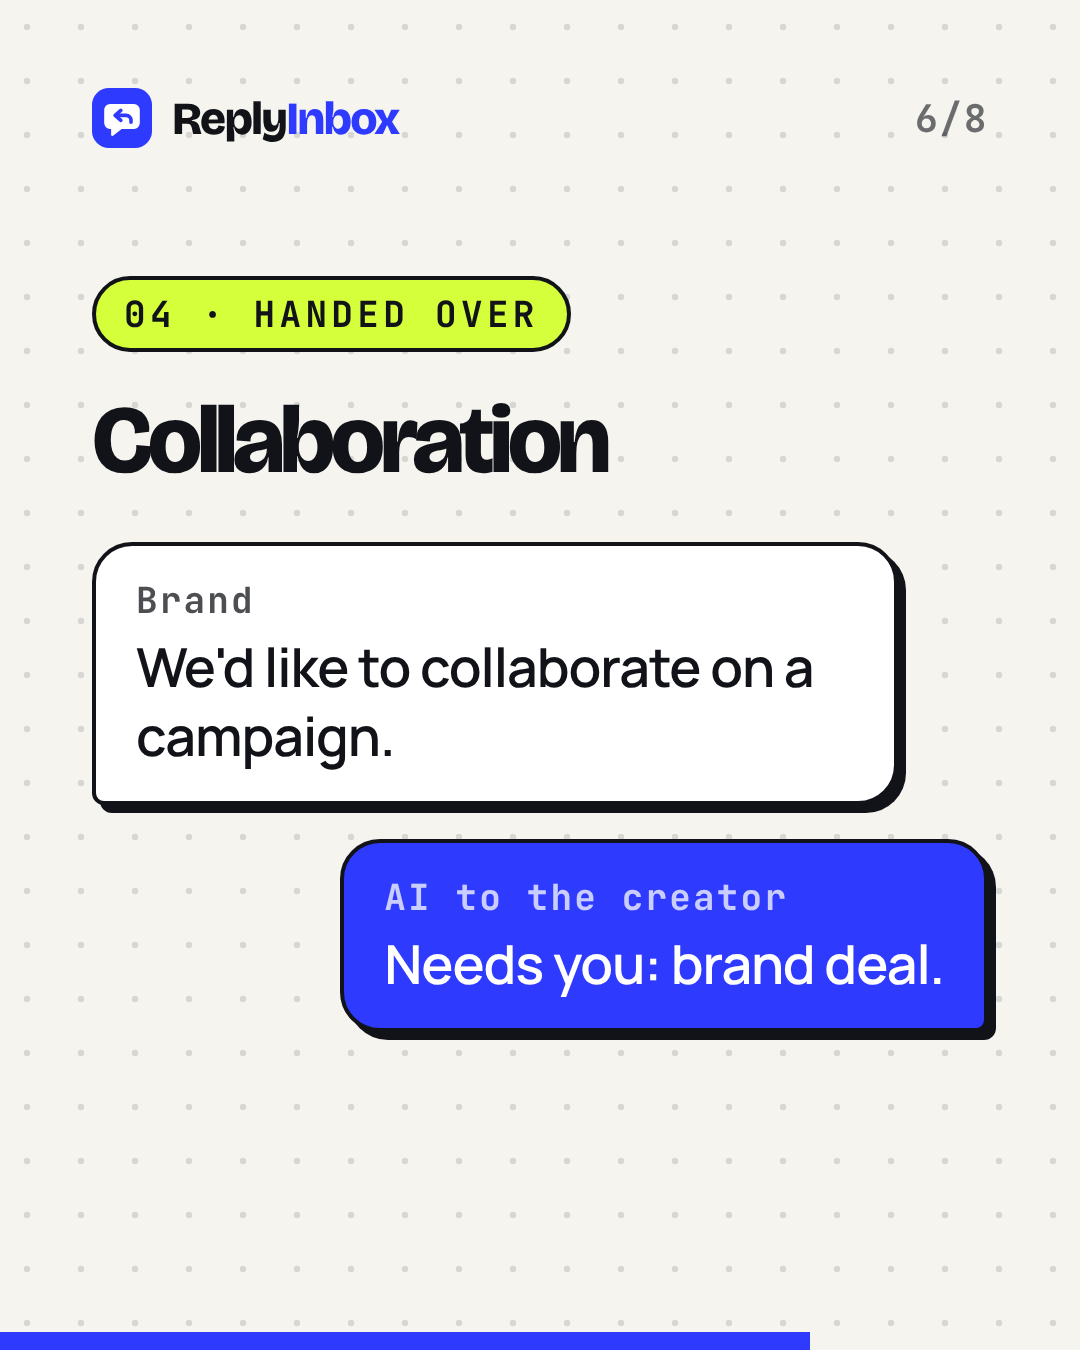 ReplyInbox
6/8
04 · HANDED OVER
Collaboration
Brand
We'd like to collaborate on a
campaign.
AI to the creator
Needs you: brand deal.